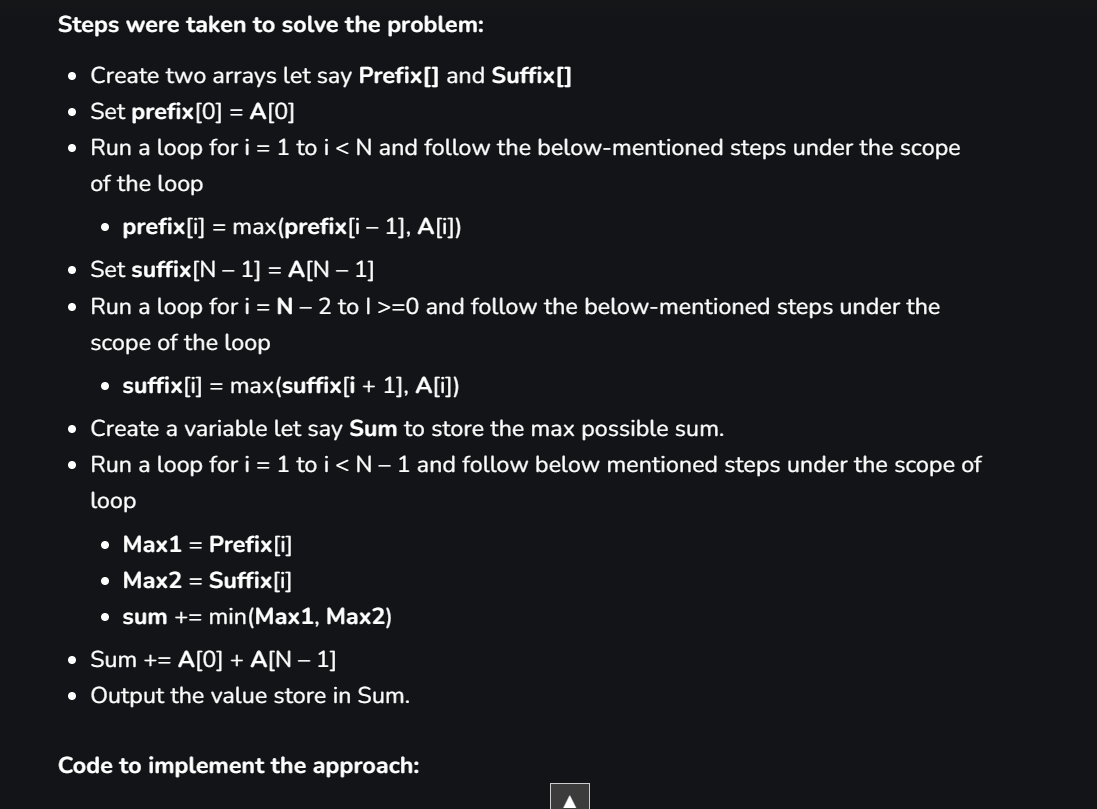 Steps were taken to solve the problem:
• Create two arrays let say Prefix[] and Suffix[]
• Set prefix[0] = A[0]
• Run a loop for i = 1 to i < N and follow the below-mentioned steps under the scope
of the loop
• prefix[i] = max(prefix[i – 1], A[i])
• Set suffix[N – 1] = A[N – 1]
• Run a loop for i = N – 2 to I >=0 and follow the below-mentioned steps under the
scope of the loop
• suffix[i] = max(suffix[i + 1], A[i])
• Create a variable let say Sum to store the max possible sum.
• Run a loop for i = 1 to i < N – 1 and follow below mentioned steps under the scope of
loop
• Max1 = Prefix[i]
• Max2 = Suffix[i]
• sum += min(Max1, Max2)
• Sum += A[0] + A[N – 1]
• Output the value store in Sum.
Code to implement the approach: